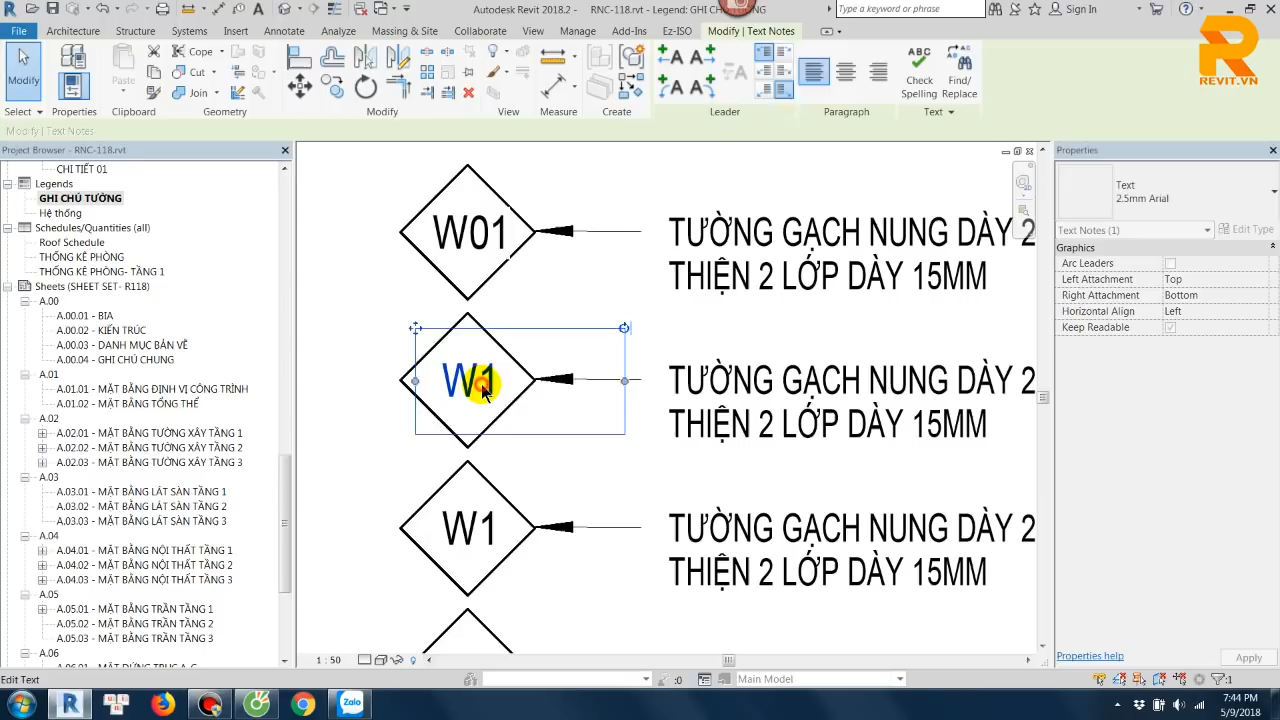 Autodesk Revit 2018.2 - RNC-118.rvt - Legend: GHI CHÚ TƯỜNG
Type a keyword or phrase
Sign In
File Architecture Structure Systems Insert Annotate Analyze Massing & Site Collaborate View Manage Add-Ins Ez-ISO Modify | Text Notes
REVIT.VN
Modify
Paste
Cope
Cut
Join
Check Spelling
Find/ Replace
Select Properties Clipboard Geometry Modify View Measure Create Leader Paragraph Text
Modify | Text Notes
Project Browser - RNC-118.rvt
CHI TIẾT 01
Legends
GHI CHÚ TƯỜNG
Hệ thống
Schedules/Quantities (all)
Roof Schedule
THỐNG KÊ PHÒNG
THỐNG KÊ PHÒNG- TẦNG 1
Sheets (SHEET SET- R118)
A.00
A.00.01 - BIA
A.00.02 - KIẾN TRÚC
A.00.03 - DANH MỤC BẢN VẼ
A.00.04 - GHI CHÚ CHUNG
A.01
A.01.01 - MẶT BẰNG ĐỊNH VỊ CÔNG TRÌNH
A.01.02 - MẶT BẰNG TỔNG THỂ
A.02
A.02.01 - MẶT BẰNG TƯỜNG XÂY TẦNG 1
A.02.02 - MẶT BẰNG TƯỜNG XÂY TẦNG 2
A.02.03 - MẶT BẰNG TƯỜNG XÂY TẦNG 3
A.03
A.03.01 - MẶT BẰNG LÁT SÀN TẦNG 1
A.03.02 - MẶT BẰNG LÁT SÀN TẦNG 2
A.03.03 - MẶT BẰNG LÁT SÀN TẦNG 3
A.04
A.04.01 - MẶT BẰNG NỘI THẤT TẦNG 1
A.04.02 - MẶT BẰNG NỘI THẤT TẦNG 2
A.04.03 - MẶT BẰNG NỘI THẤT TẦNG 3
A.05
A.05.01 - MẶT BẰNG TRẦN TẦNG 1
A.05.02 - MẶT BẰNG TRẦN TẦNG 2
A.05.03 - MẶT BẰNG TRẦN TẦNG 3
A.06
W01
TƯỜNG GẠCH NUNG DÀY 2
THIỆN 2 LỚP DÀY 15MM
W1
TƯỜNG GẠCH NUNG DÀY 2
THIỆN 2 LỚP DÀY 15MM
W1
TƯỜNG GẠCH NUNG DÀY 2
THIỆN 2 LỚP DÀY 15MM
Properties
Text
2.5mm Arial
Text Notes (1) Edit Type
Graphics
Arc Leaders
Left Attachment Top
Right Attachment Bottom
Horizontal Align Left
Keep Readable
Properties help
Apply
1 : 50
Edit Text
:0
Main Model
:1
Zalo
7:44 PM
5/9/2018